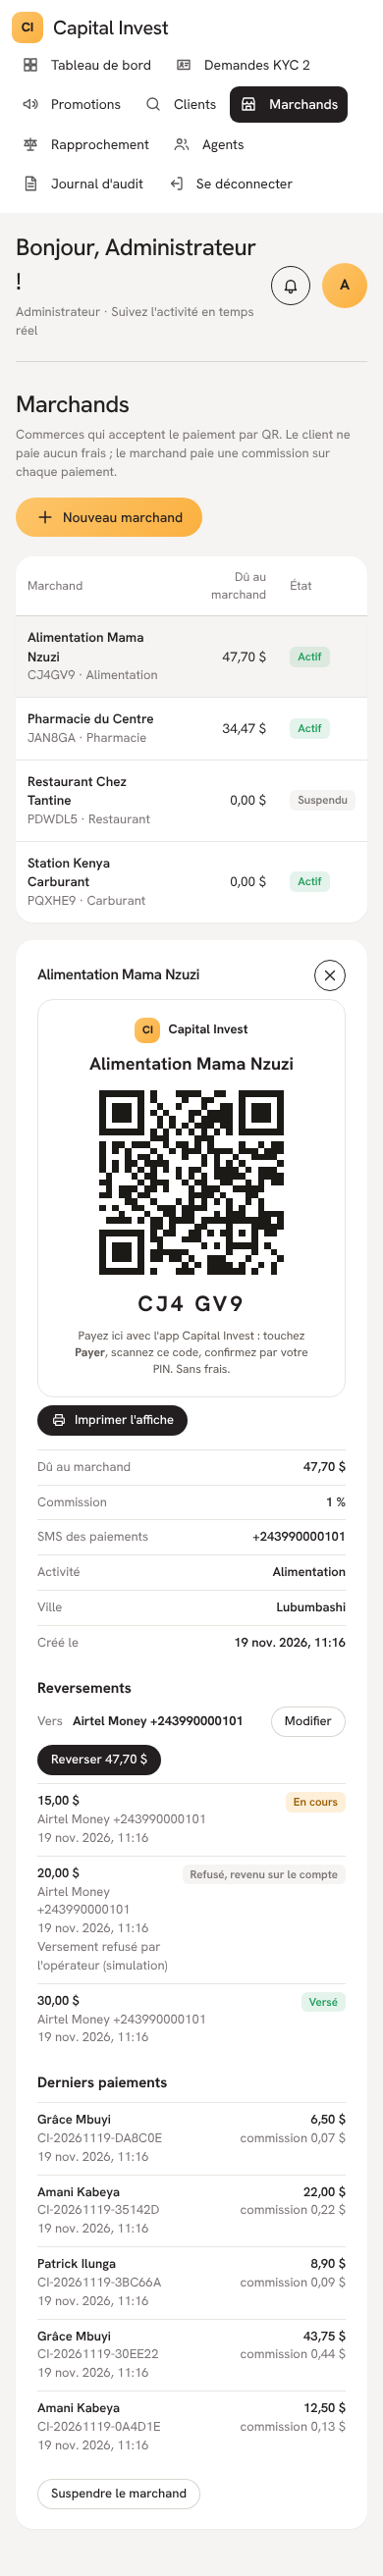 CI Capital Invest
Tableau de bord Demandes KYC 2
Promotions Clients Marchands
Rapprochement Agents
Journal d'audit Se déconnecter
Bonjour, Administrateur
!
Administrateur · Suivez l'activité en temps
réel
A
Marchands
Commerces qui acceptent le paiement par QR. Le client ne
paie aucun frais ; le marchand paie une commission sur
chaque paiement.
Nouveau marchand
Marchand Dû au marchand État
Alimentation Mama
Nzuzi
CJ4GV9 · Alimentation
47,70 $ Actif
Pharmacie du Centre
JAN8GA · Pharmacie
34,47 $ Actif
Restaurant Chez
Tantine
PDWDL5 · Restaurant
0,00 $ Suspendu
Station Kenya
Carburant
PQXHE9 · Carburant
0,00 $ Actif
Alimentation Mama Nzuzi
CI Capital Invest
Alimentation Mama Nzuzi
CJ4 GV9
Payez ici avec l'app Capital Invest : touchez
Payer, scannez ce code, confirmez par votre
PIN. Sans frais.
Imprimer l'affiche
Dû au marchand 47,70 $
Commission 1 %
SMS des paiements +243990000101
Activité Alimentation
Ville Lubumbashi
Créé le 19 nov. 2026, 11:16
Reversements
Vers Airtel Money +243990000101 Modifier
Reverser 47,70 $
15,00 $ En cours
Airtel Money +243990000101
19 nov. 2026, 11:16
20,00 $ Refusé, revenu sur le compte
Airtel Money
+243990000101
19 nov. 2026, 11:16
Versement refusé par
l'opérateur (simulation)
30,00 $ Versé
Airtel Money +243990000101
19 nov. 2026, 11:16
Derniers paiements
Grâce Mbuyi 6,50 $
CI-20261119-DA8C0E commission 0,07 $
19 nov. 2026, 11:16
Amani Kabeya 22,00 $
CI-20261119-35142D commission 0,22 $
19 nov. 2026, 11:16
Patrick Ilunga 8,90 $
CI-20261119-3BC66A commission 0,09 $
19 nov. 2026, 11:16
Grâce Mbuyi 43,75 $
CI-20261119-30EE22 commission 0,44 $
19 nov. 2026, 11:16
Amani Kabeya 12,50 $
CI-20261119-0A4D1E commission 0,13 $
19 nov. 2026, 11:16
Suspendre le marchand